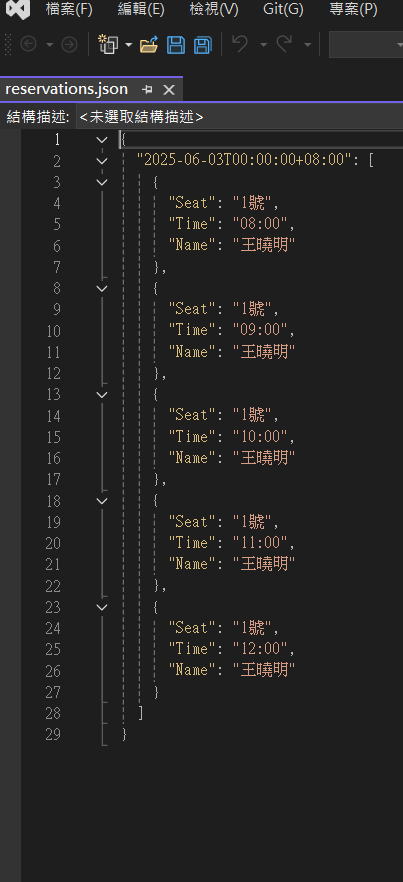 檔案(F) 編輯(E) 檢視(V) Git(G) 專案(P)
reservations.json
結構描述: <未選取結構描述>
1 {
2 "2025-06-03T00:00:00+08:00": [
3 {
4 "Seat": "1號",
5 "Time": "08:00",
6 "Name": "王曉明"
7 },
8 {
9 "Seat": "1號",
10 "Time": "09:00",
11 "Name": "王曉明"
12 },
13 {
14 "Seat": "1號",
15 "Time": "10:00",
16 "Name": "王曉明"
17 },
18 {
19 "Seat": "1號",
20 "Time": "11:00",
21 "Name": "王曉明"
22 },
23 {
24 "Seat": "1號",
25 "Time": "12:00",
26 "Name": "王曉明"
27 }
28 ]
29 }